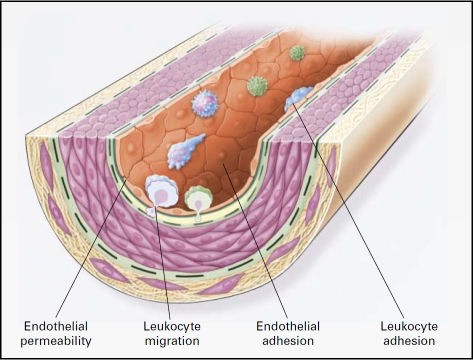 Endothelial permeability
Leukocyte migration
Endothelial adhesion
Leukocyte adhesion